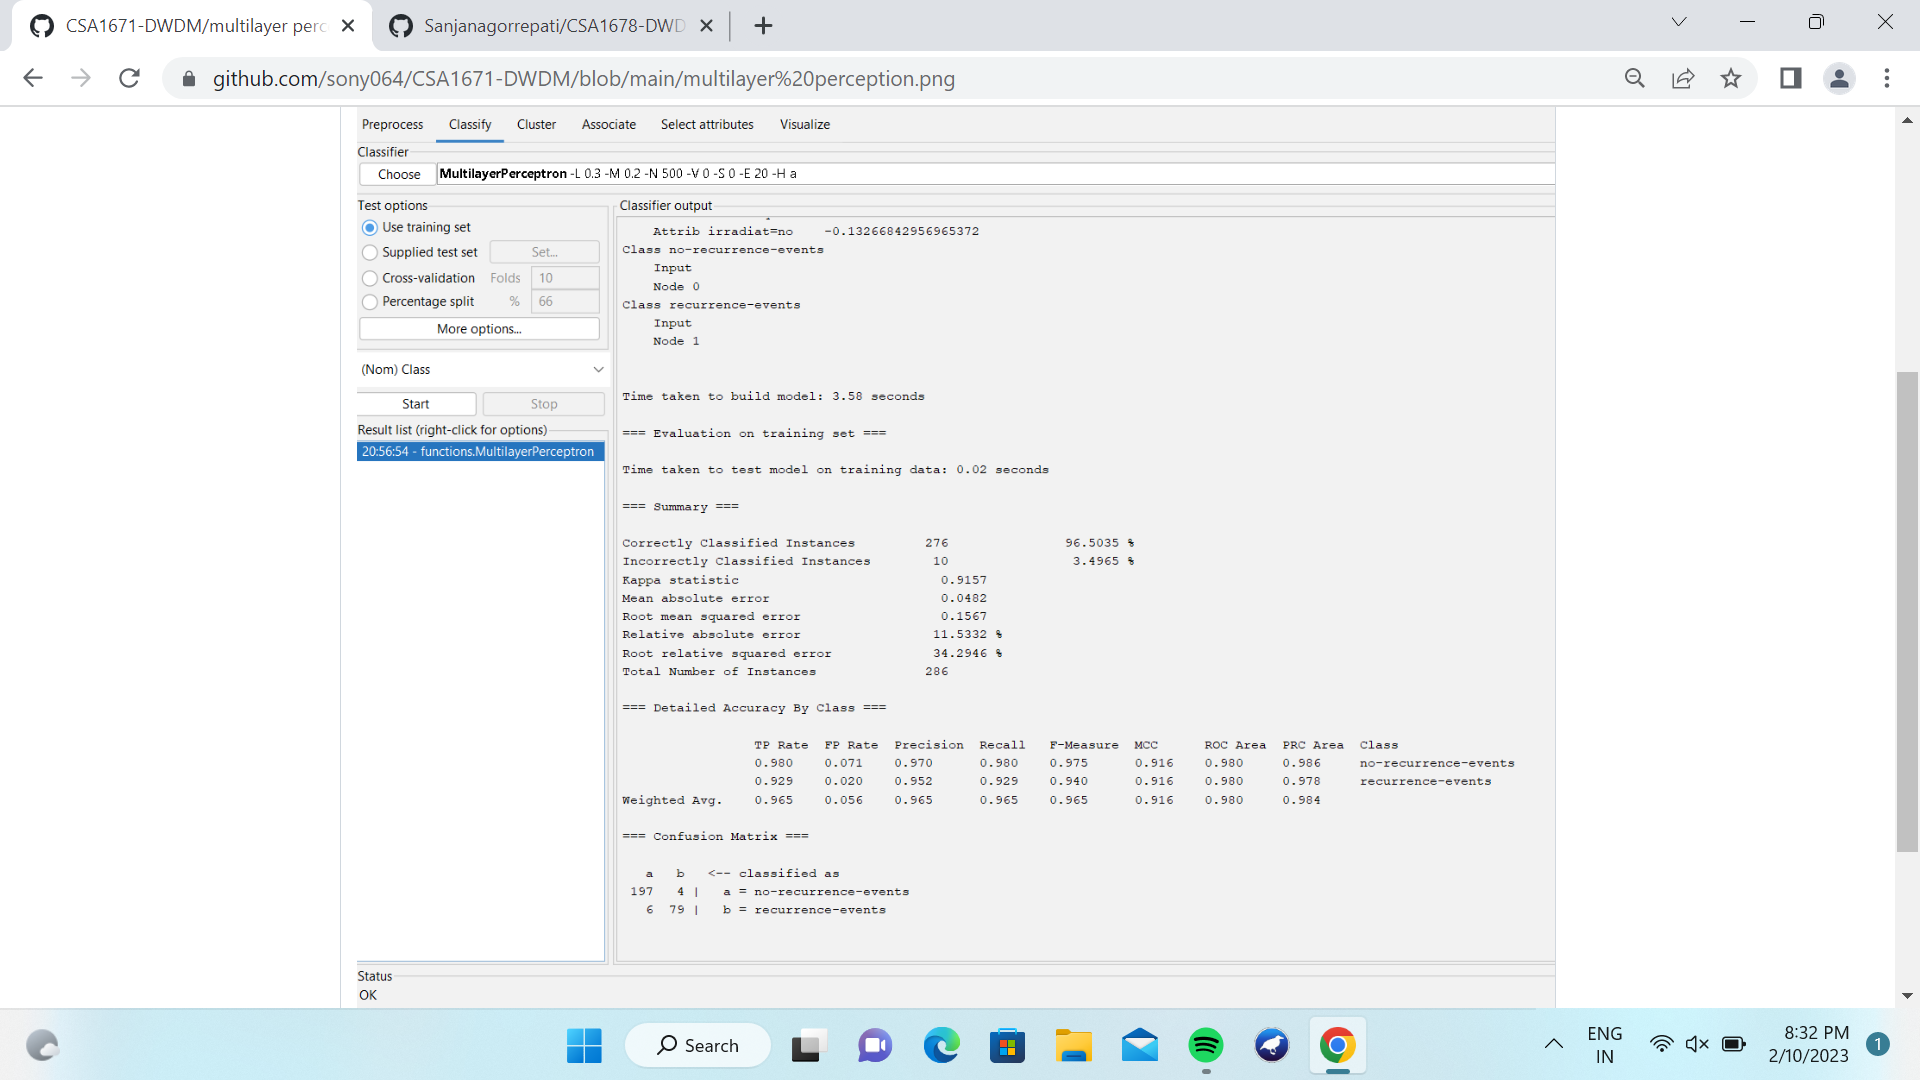 CSA1671-DWDM/multilayer perc
Sanjanagorrepati/CSA1678-DWD
github.com/sony064/CSA1671-DWDM/blob/main/multilayer%20perception.png
Preprocess Classify Cluster Associate Select attributes Visualize
Classifier
Choose MultilayerPerceptron -L 0.3 -M 0.2 -N 500 -V 0 -S 0 -E 20 -H a
Test options
Use training set
Supplied test set Set...
Cross-validation Folds 10
Percentage split % 66
More options...
(Nom) Class
Start Stop
Result list (right-click for options)
20:56:54 - functions.MultilayerPerceptron
Classifier output
Attrib irradiat=no -0.13266842956965372
Class no-recurrence-events
Input
Node 0
Class recurrence-events
Input
Node 1
Time taken to build model: 3.58 seconds
=== Evaluation on training set ===
Time taken to test model on training data: 0.02 seconds
=== Summary ===
Correctly Classified Instances 276 96.5035 %
Incorrectly Classified Instances 10 3.4965 %
Kappa statistic 0.9157
Mean absolute error 0.0482
Root mean squared error 0.1567
Relative absolute error 11.5332 %
Root relative squared error 34.2946 %
Total Number of Instances 286
=== Detailed Accuracy By Class ===
TP Rate FP Rate Precision Recall F-Measure MCC ROC Area PRC Area Class
0.980 0.071 0.970 0.980 0.975 0.916 0.980 0.986 no-recurrence-events
0.929 0.020 0.952 0.929 0.940 0.916 0.980 0.978 recurrence-events
Weighted Avg. 0.965 0.056 0.965 0.965 0.965 0.916 0.980 0.984
=== Confusion Matrix ===
a b <-- classified as
197 4 | a = no-recurrence-events
6 79 | b = recurrence-events
Status
OK
Search
ENG
IN
8:32 PM
2/10/2023
1